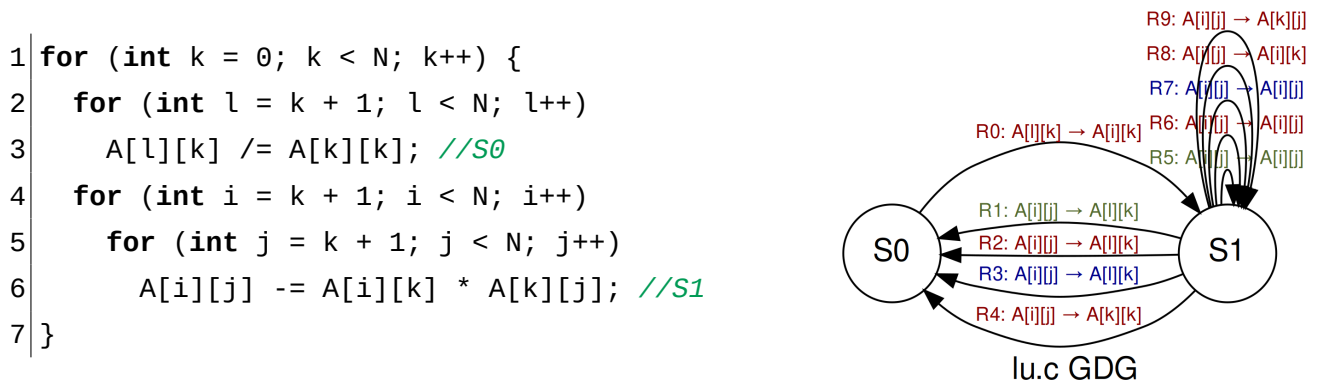 1 for (int k = 0; k < N; k++) {
2 for (int l = k + 1; l < N; l++)
3 A[l][k] /= A[k][k]; //S0
4 for (int i = k + 1; i < N; i++)
5 for (int j = k + 1; j < N; j++)
6 A[i][j] -= A[i][k] * A[k][j]; //S1
7 }
R9: A[i][j] → A[k][j]
R8: A[i][j] → A[i][k]
R7: A[i][j] → A[i][j]
R6: A[i][j] → A[i][j]
R5: A[i][j] → A[i][j]
R0: A[l][k] → A[i][k]
R1: A[i][j] → A[l][k]
R2: A[i][j] → A[l][k]
R3: A[i][j] → A[l][k]
R4: A[i][j] → A[k][k]
S0
S1
lu.c GDG